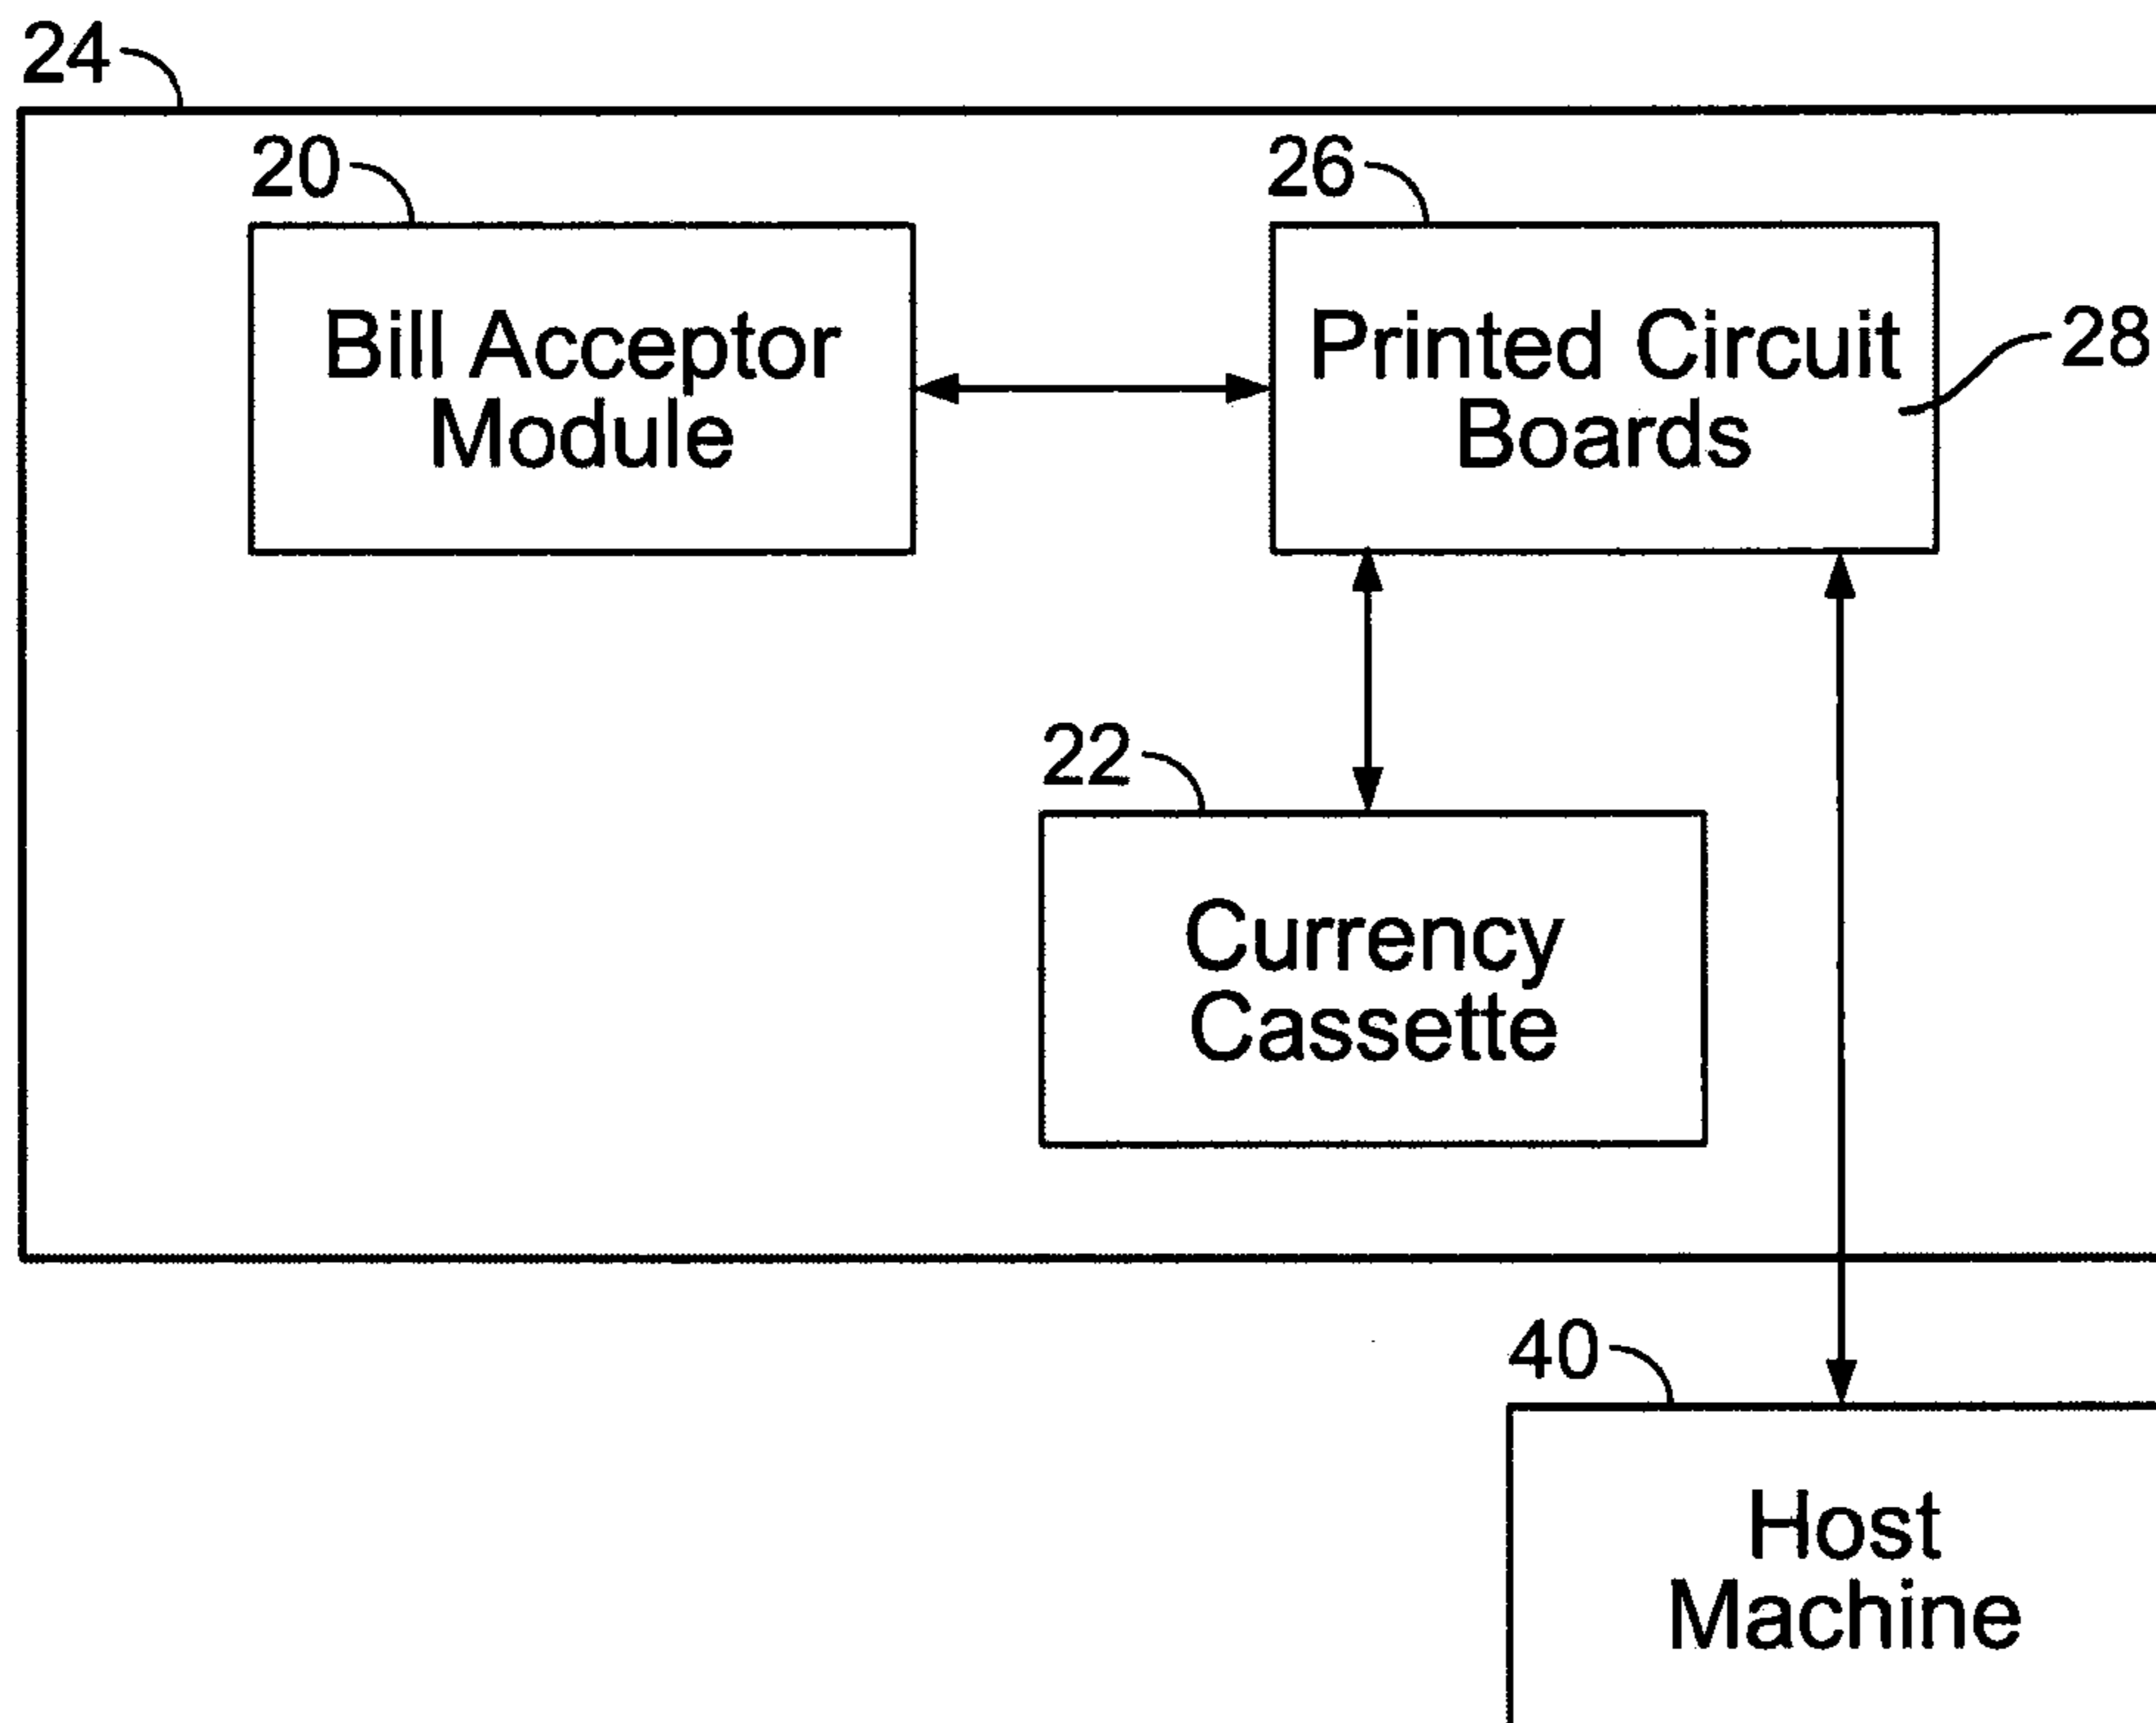 24
20
26
Bill Acceptor
Module
Printed Circuit
Boards
28
22
Currency
Cassette
40
Host
Machine